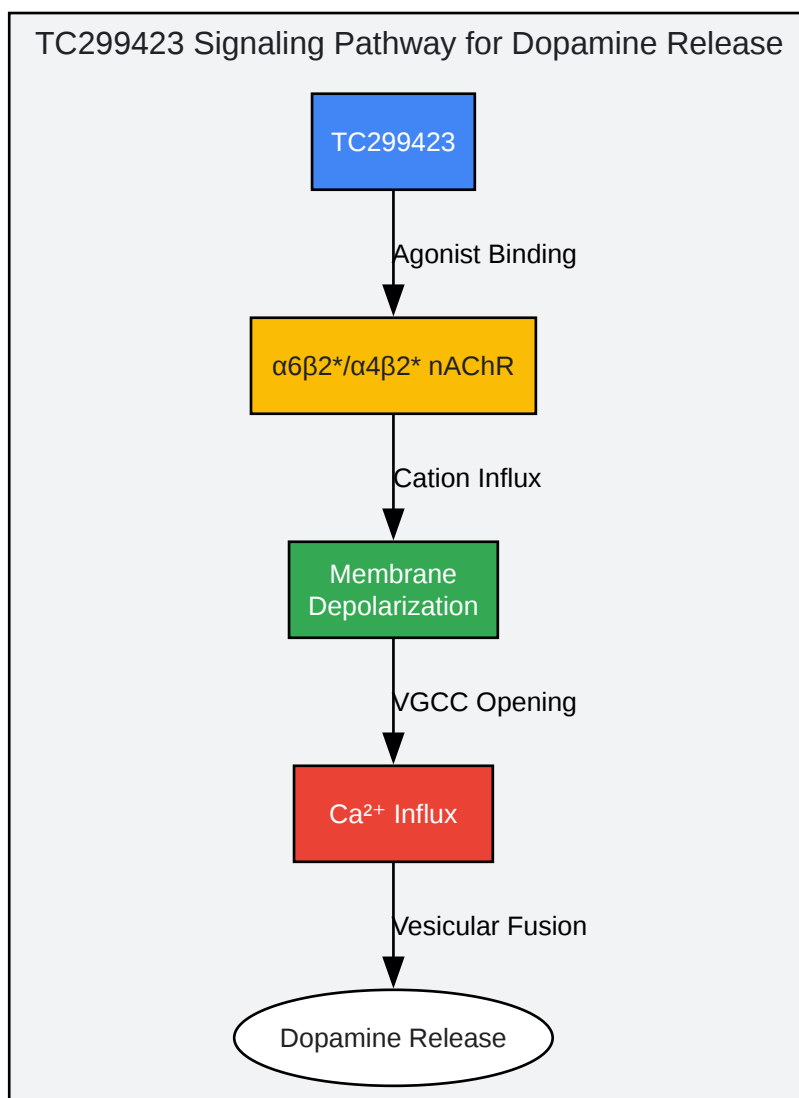 TC299423 Signaling Pathway for Dopamine Release
TC299423
Agonist Binding
α6β2*/α4β2* nAChR
Cation Influx
Membrane
Depolarization
VGCC Opening
Ca²⁺ Influx
Vesicular Fusion
Dopamine Release